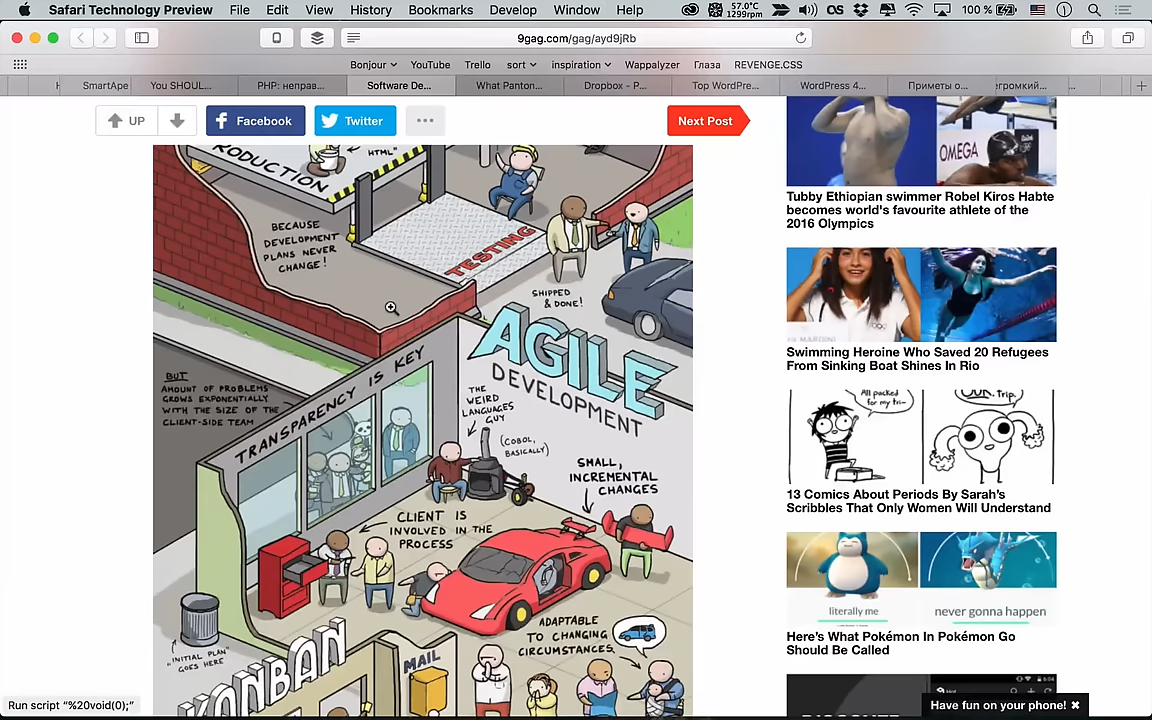 Safari Technology Preview File Edit View History Bookmarks Develop Window Help 57.0°C 1299rpm 100 %
9gag.com/gag/ayd9jRb
Bonjour YouTube Trello sort inspiration Wappalyzer Глаза REVENGE.CSS
SmartApe You SHOUL... PHP: неправ... Software De... What Panton... Dropbox - P... Top WordPre... WordPress 4... Приметы о... егромкий...
UP Facebook Twitter Next Post
RODUCTION
HTML"
BECAUSE
DEVELOPMENT
PLANS NEVER
CHANGE!
TESTING
SHIPPED
& DONE!
AGILE
DEVELOPMENT
BUT
AMOUNT OF PROBLEMS
GROWS EXPONENTIALLY
WITH THE SIZE OF THE
CLIENT-SIDE TEAM
TRANSPARENCY IS KEY
THE
WEIRD
LANGUAGES
GUY
(COBOL,
BASICALLY)
SMALL,
INCREMENTAL
CHANGES
CLIENT IS
INVOLVED IN THE
PROCESS
ADAPTABLE
TO CHANGING
CIRCUMSTANCES
"INITIAL PLAN"
GOES HERE
KANBAN
MAIL
OMEGA
Tubby Ethiopian swimmer Robel Kiros Habte
becomes world's favourite athlete of the
2016 Olympics
Swimming Heroine Who Saved 20 Refugees
From Sinking Boat Shines In Rio
All packed
for my tri-
OUR. Trip.
13 Comics About Periods By Sarah's
Scribbles That Only Women Will Understand
literally me never gonna happen
Here's What Pokémon In Pokémon Go
Should Be Called
Run script "%20void(0);"
Have fun on your phone! ✖